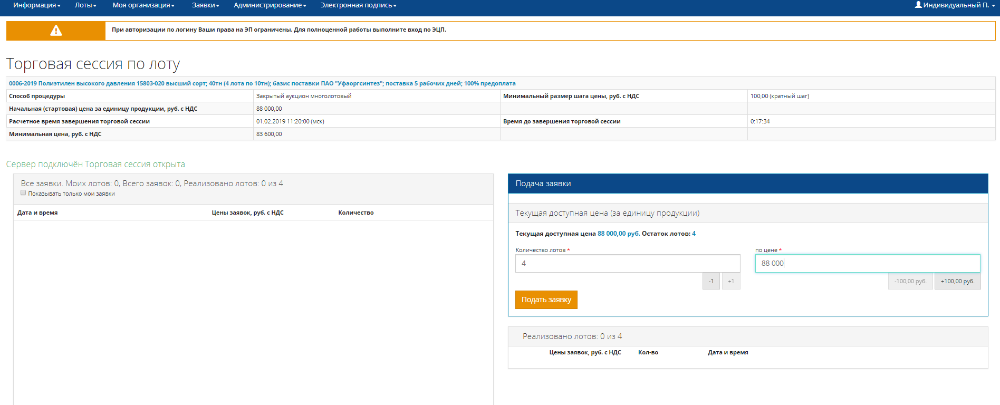 Информация Лоты Моя организация Заявки Администрирование Электронная подпись Индивидуальный П.
При авторизации по логину Ваши права на ЭП ограничены. Для полноценной работы выполните вход по ЭЦП.
Торговая сессия по лоту
0006-2019 Полиэтилен высокого давления 15803-020 высший сорт; 40тн (4 лота по 10тн); базис поставки ПАО "Уфаоргсинтез"; поставка 5 рабочих дней; 100% предоплата
Способ процедуры Закрытый аукцион многолотовый Минимальный размер шага цены, руб. с НДС 100,00 (кратный шаг)
Начальная (стартовая) цена за единицу продукции, руб. с НДС 88 000,00
Расчетное время завершения торговой сессии 01.02.2019 11:20:00 (мск) Время до завершения торговой сессии 0:17:34
Минимальная цена, руб. с НДС 83 600,00
Сервер подключён Торговая сессия открыта
Все заявки. Моих лотов: 0, Всего заявок: 0, Реализовано лотов: 0 из 4
Показывать только мои заявки
Дата и время Цены заявок, руб. с НДС Количество
Подача заявки
Текущая доступная цена (за единицу продукции)
Текущая доступная цена 88 000,00 руб. Остаток лотов: 4
Количество лотов * по цене *
4 88 000
-1 +1 -100,00 руб. +100,00 руб.
Подать заявку
Реализовано лотов: 0 из 4
Цены заявок, руб. с НДС Кол-во Дата и время